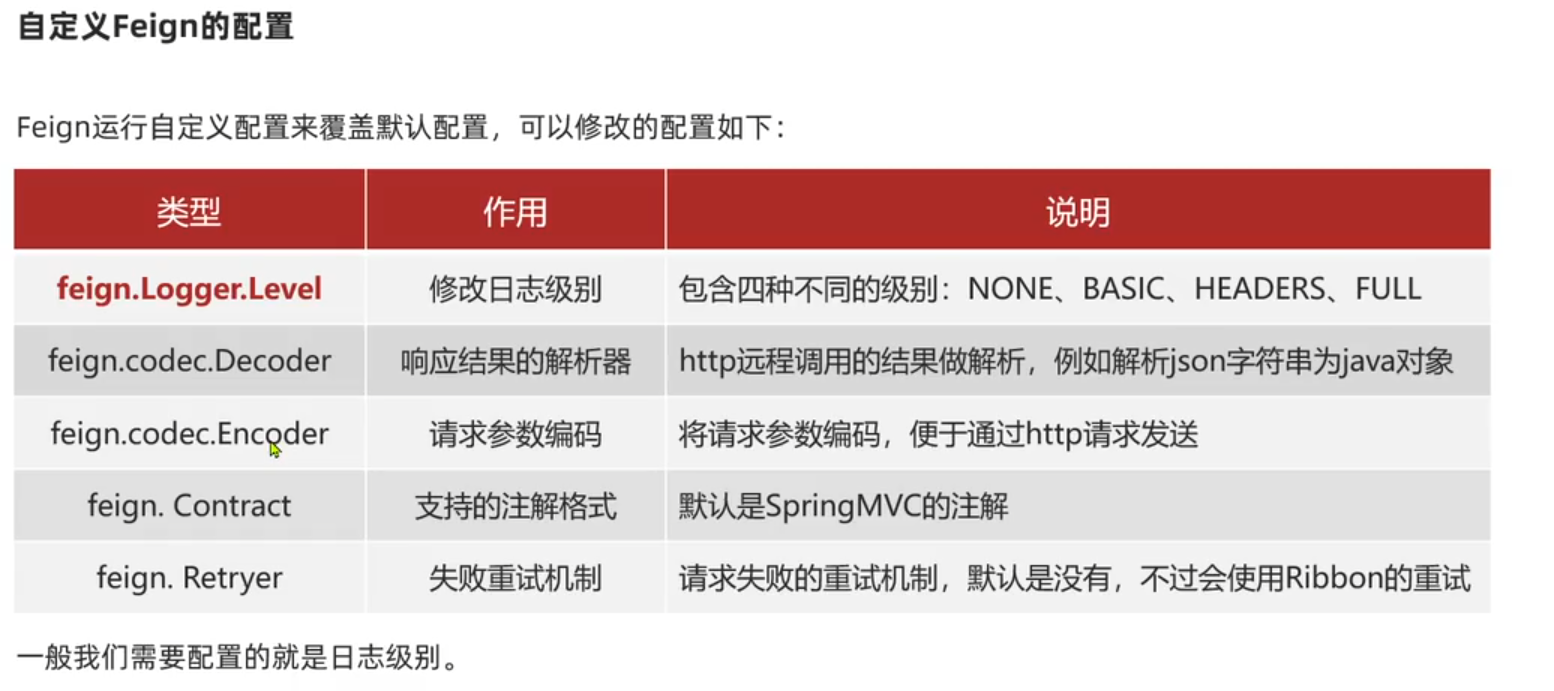 自定义Feign的配置
Feign运行自定义配置来覆盖默认配置，可以修改的配置如下：
类型 作用 说明
feign.Logger.Level 修改日志级别 包含四种不同的级别：NONE、BASIC、HEADERS、FULL
feign.codec.Decoder 响应结果的解析器 http远程调用的结果做解析，例如解析json字符串为java对象
feign.codec.Encoder 请求参数编码 将请求参数编码，便于通过http请求发送
feign. Contract 支持的注解格式 默认是SpringMVC的注解
feign. Retryer 失败重试机制 请求失败的重试机制，默认是没有，不过会使用Ribbon的重试
一般我们需要配置的就是日志级别。